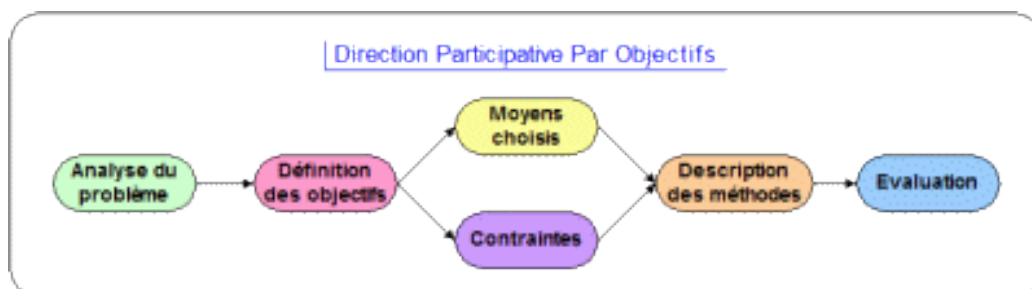 Direction Participative Par Objectifs
Analyse du
problème
Définition
des objectifs
Moyens
choisis
Contraintes
Description
des méthodes
Evaluation